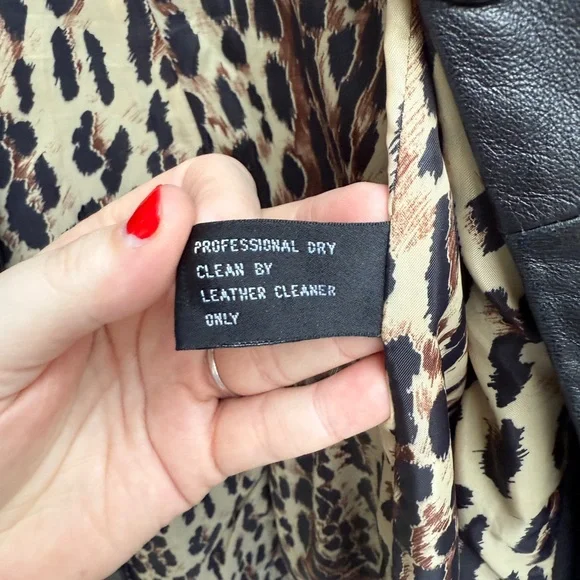 PROFESSIONAL DRY
CLEAN BY
LEATHER CLEANER
ONLY